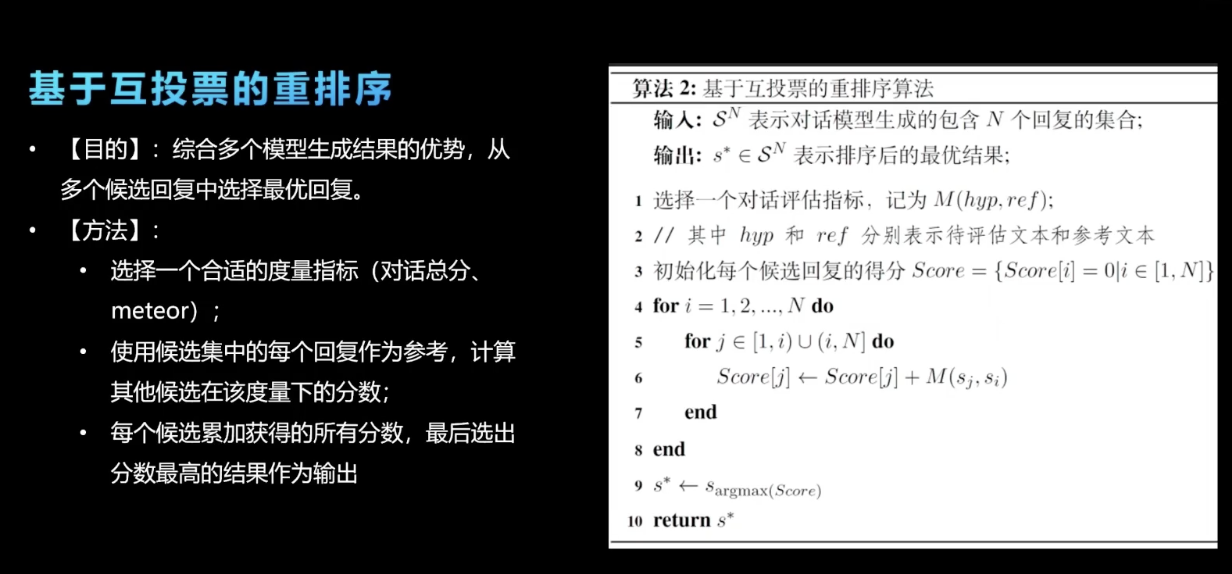 基于互投票的重排序
• 【目的】：综合多个模型生成结果的优势，从
多个候选回复中选择最优回复。
• 【方法】：
• 选择一个合适的度量指标（对话总分、
meteor）；
• 使用候选集中的每个回复作为参考，计算
其他候选在该度量下的分数；
• 每个候选累加获得的所有分数，最后选出
分数最高的结果作为输出
算法 2: 基于互投票的重排序算法
输入: S^N 表示对话模型生成的包含 N 个回复的集合;
输出: s* ∈ S^N 表示排序后的最优结果;
1 选择一个对话评估指标，记为 M(hyp, ref);
2 // 其中 hyp 和 ref 分别表示待评估文本和参考文本
3 初始化每个候选回复的得分 Score = {Score[i] = 0|i ∈ [1, N]}
4 for i = 1, 2, ..., N do
5 for j ∈ [1, i) ∪ (i, N] do
6 Score[j] ← Score[j] + M(s_j, s_i)
7 end
8 end
9 s* ← s_argmax(Score)
10 return s*